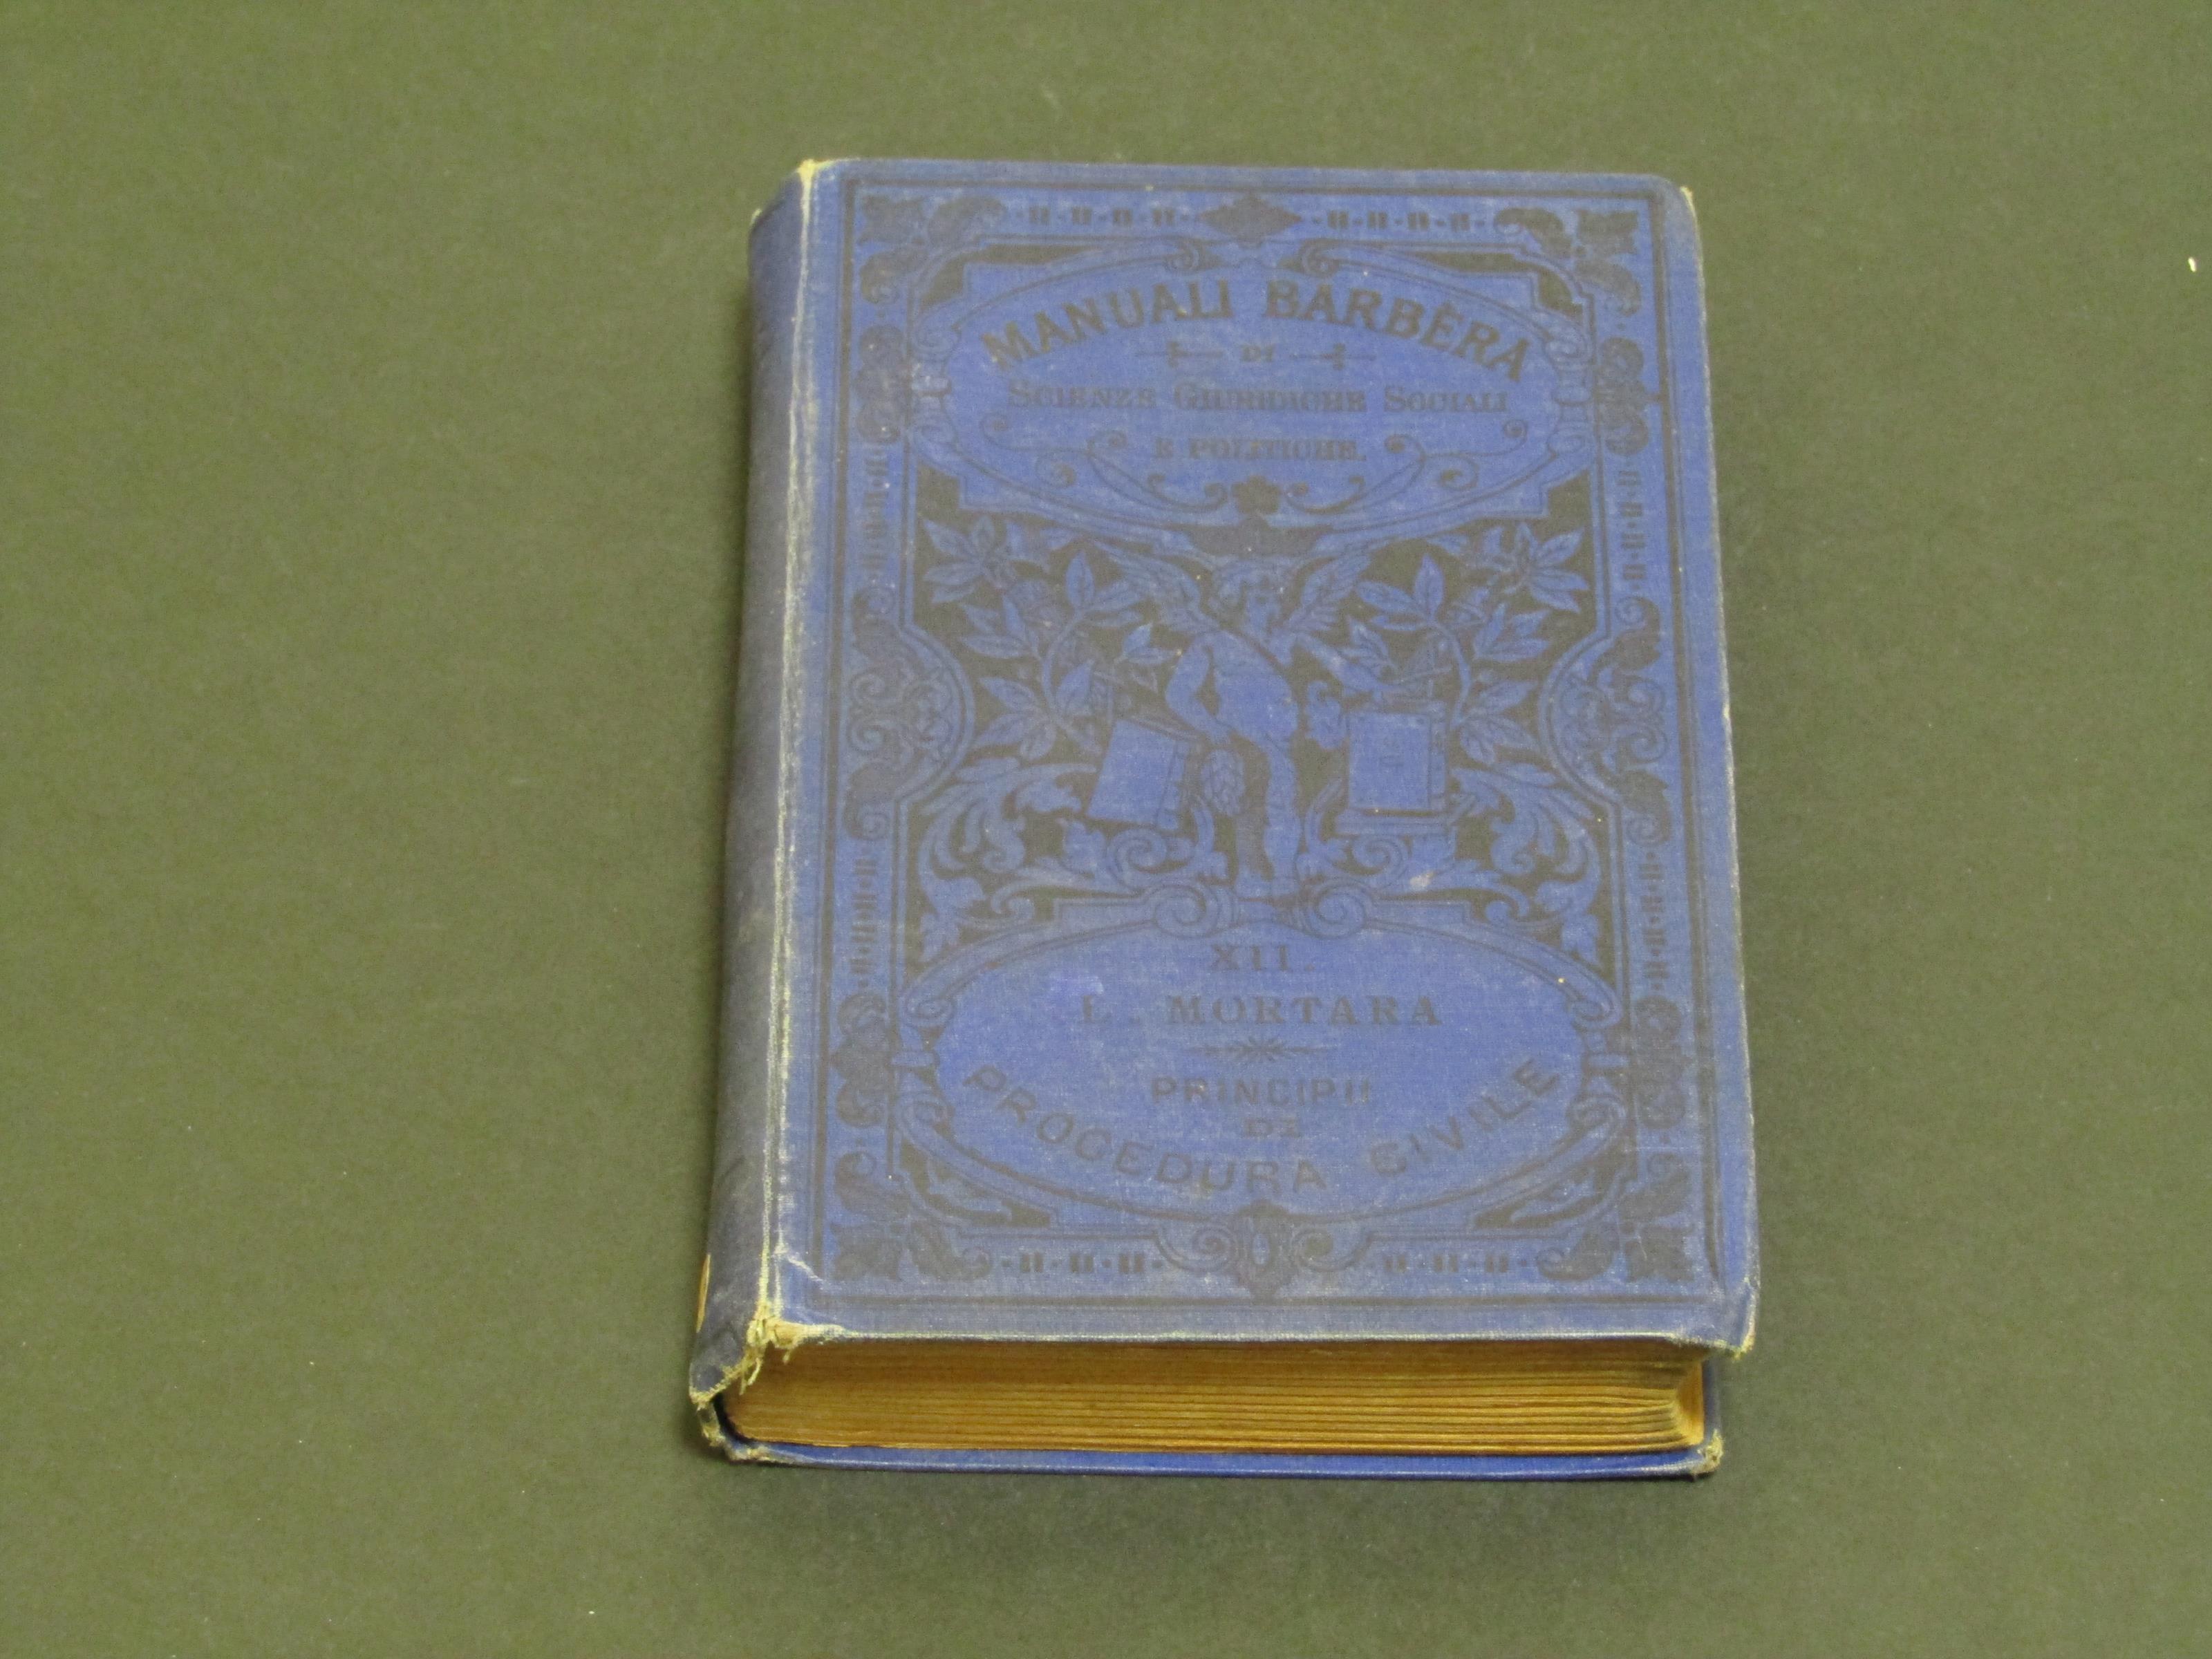 MANUALI BARBÈRA
DI
SCIENZE GIURIDICHE SOCIALI
E POLITICHE.
XII.
L. MORTARA
PRINCIPII
DI
PROCEDURA CIVILE